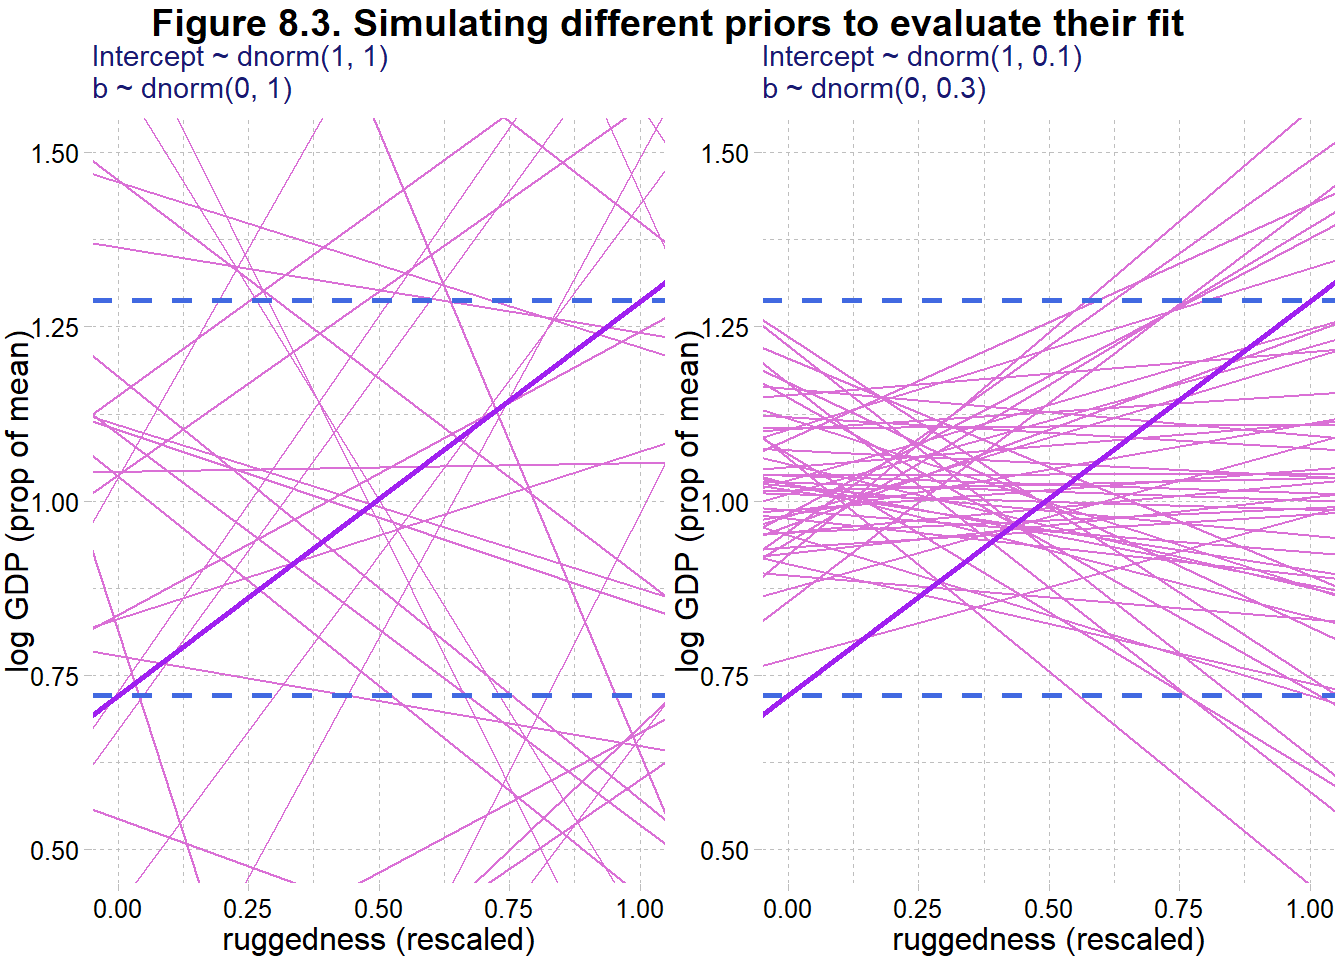 Figure 8.3. Simulating different priors to evaluate their fit
Intercept ~ dnorm(1, 1)
b ~ dnorm(0, 1)
log GDP (prop of mean)
1.50
1.25
1.00
0.75
0.50
0.00 0.25 0.50 0.75 1.00
ruggedness (rescaled)
Intercept ~ dnorm(1, 0.1)
b ~ dnorm(0, 0.3)
log GDP (prop of mean)
1.50
1.25
1.00
0.75
0.50
0.00 0.25 0.50 0.75 1.00
ruggedness (rescaled)